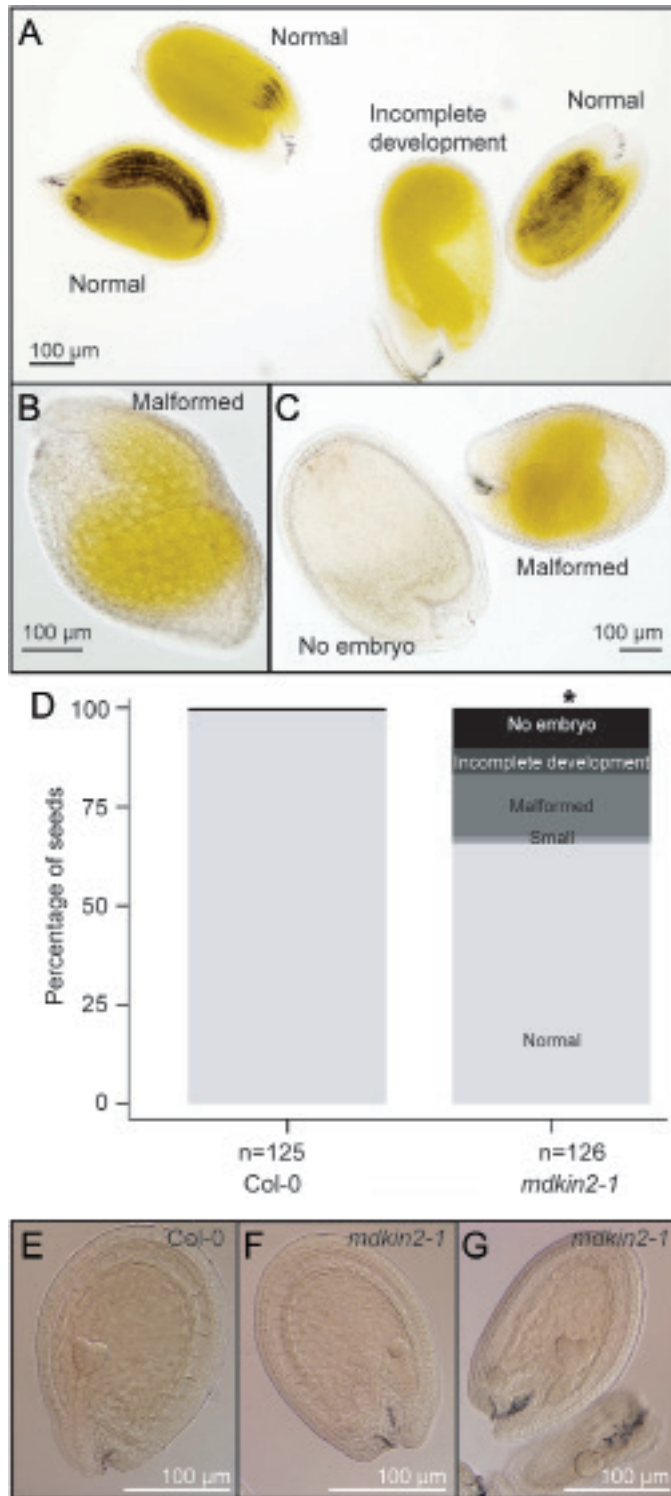 A
Normal
Incomplete
development
Normal
Normal
100 µm
B
Malformed
100 µm
C
No embryo
Malformed
100 µm
D
Percentage of seeds
100
75
50
25
0
*
No embryo
Incomplete development
Malformed
Small
Normal
n=125
Col-0
n=126
mdkin2-1
E
Col-0
100 µm
F
mdkin2-1
100 µm
G
mdkin2-1
100 µm